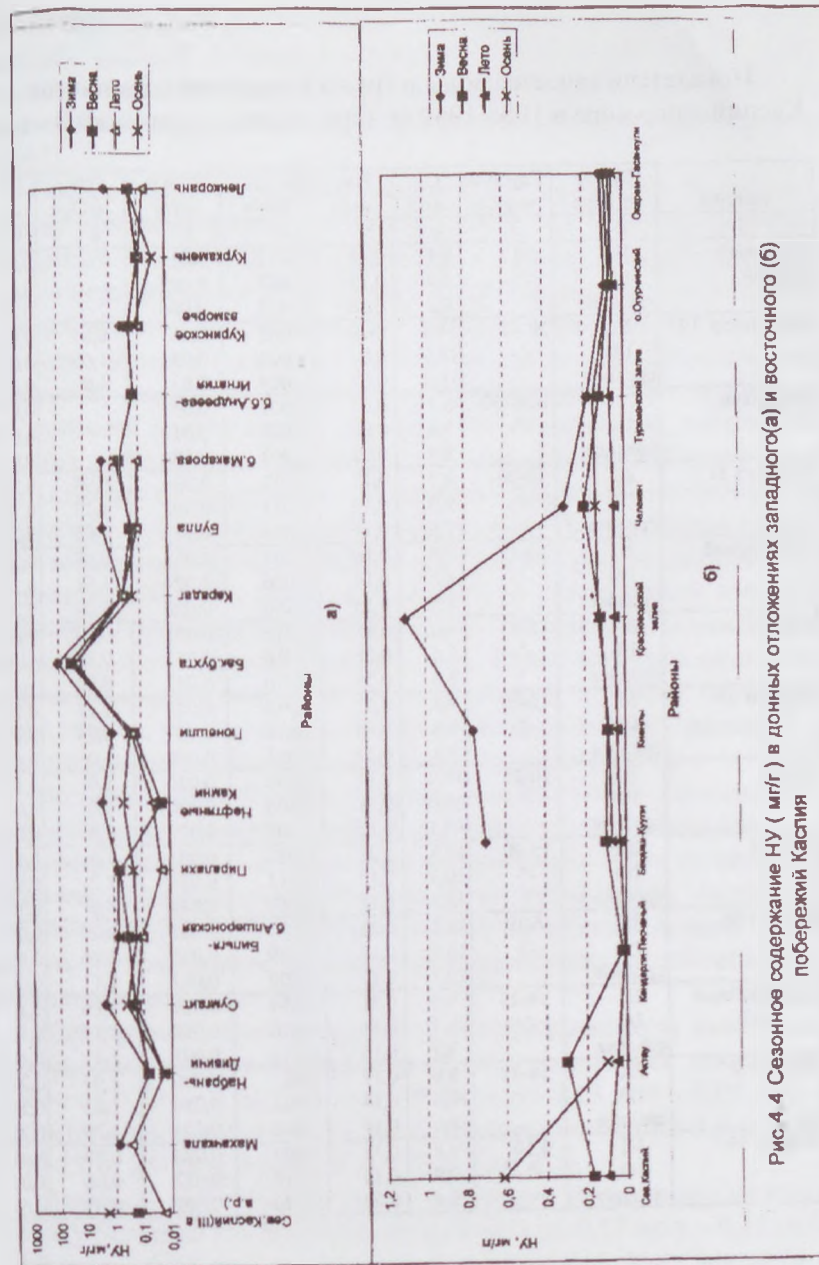 Зима
Весна
Лето
Осень
1000
100
10
1
0,1
0,01
НУ, мг/г
Сев.Каспий(III в
в.р.)
Махачкала
Набрань-
Дивичи
Сумгаит
Бильгя-
б.Апшеронская
Пиралахи
Нефтяные
Камни
Гюнешли
Бак.бухта
Карадаг
Булла
б.Макарова
б.б.Андреева-
Игнатия
Куринское
взморье
Куркамень
Ленкорань
Районы
а)
Зима
Весна
Лето
Осень
1,2
1
0,8
0,6
0,4
0,2
0
НУ, мг/л
Сев.Каспий
Актау
Кендерли-Песчаный
Бекдаш-Куули
Киянлы
Красноводский
залив
Челекен
Туркменский залив
о.Огурчинский
Окарем-Гасанкули
Районы
б)
Рис.4.4 Сезонное содержание НУ ( мг/г ) в донных отложениях западного(а) и восточного (б)
побережий Каспия